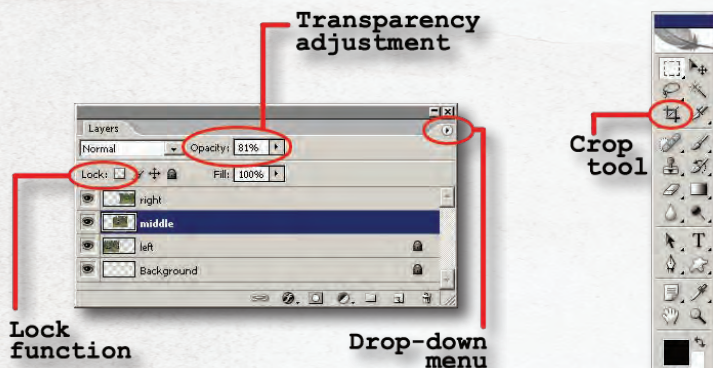 Transparency
adjustment
Layers
Normal Opacity: 81%
Lock: Fill: 100%
right
middle
left
Background
Lock
function
Drop-down
menu
Crop
tool
T